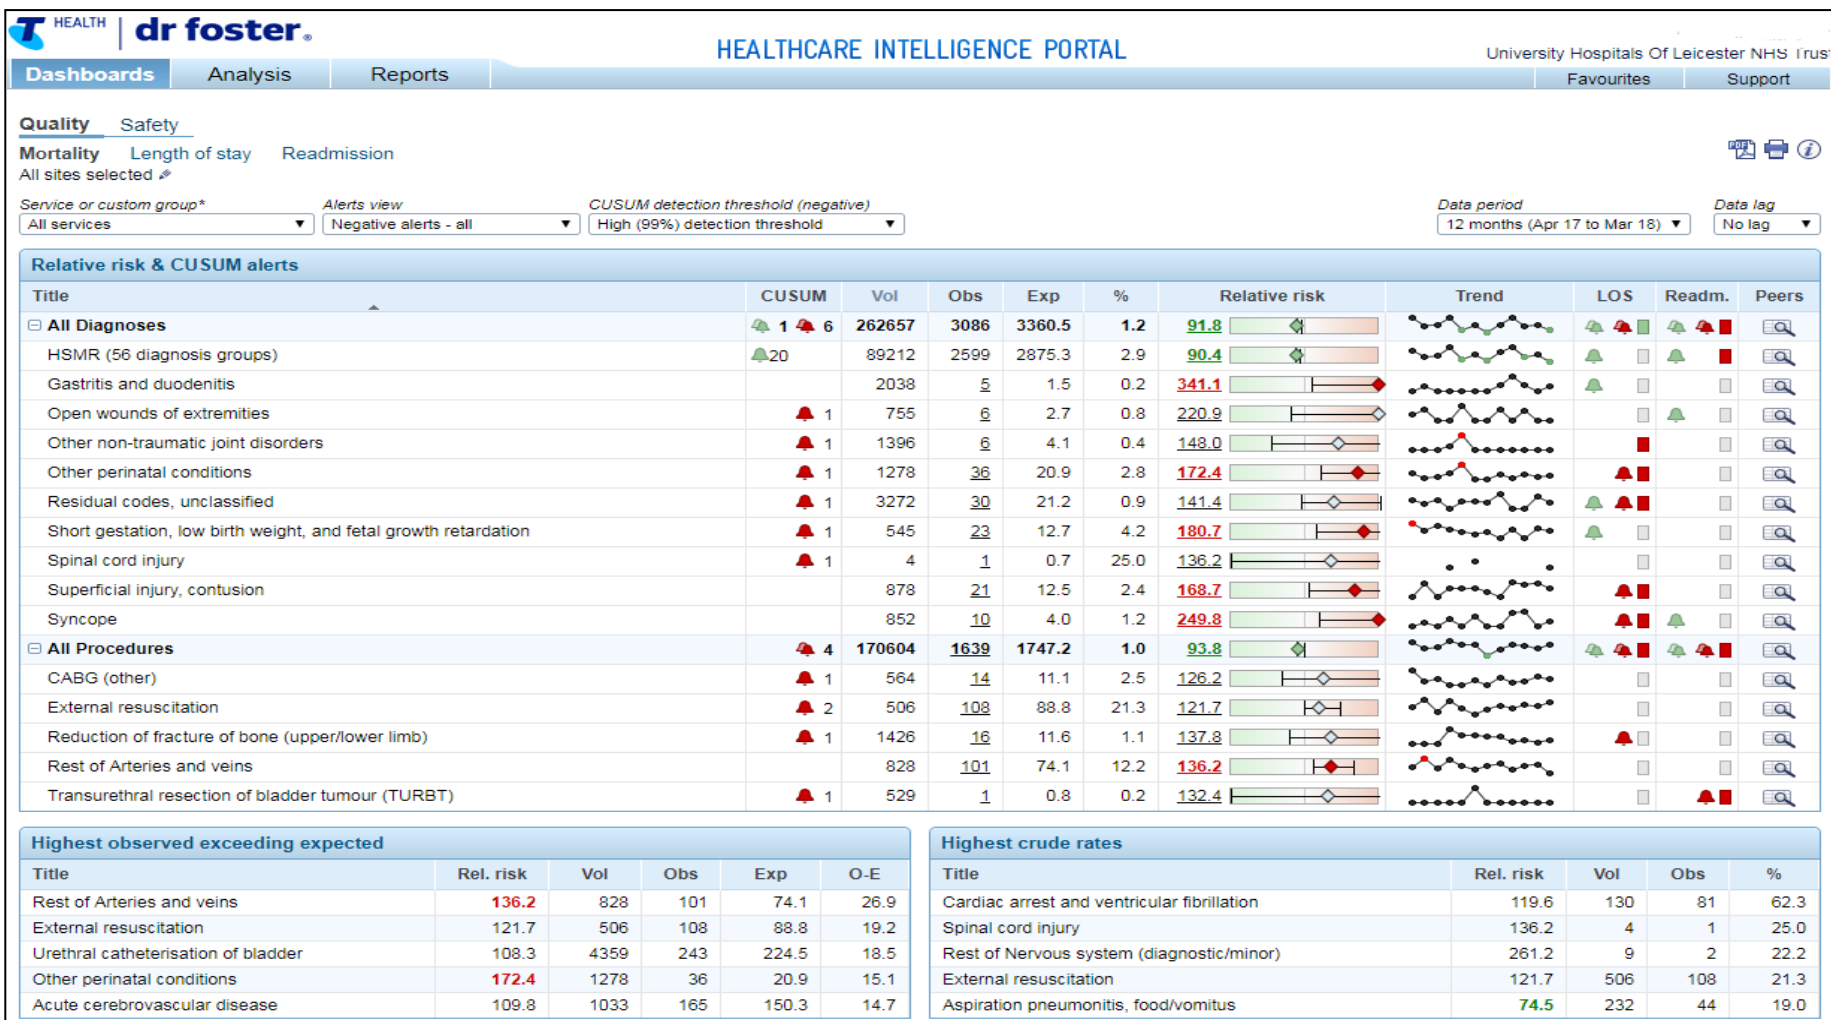 HEALTH
dr foster.
HEALTHCARE INTELLIGENCE PORTAL
University Hospitals Of Leicester NHS Trust
Dashboards Analysis Reports
Favourites Support
Quality Safety
Mortality Length of stay Readmission
All sites selected
Service or custom group* Alerts view CUSUM detection threshold (negative) Data period Data lag
All services Negative alerts - all High (99%) detection threshold 12 months (Apr 17 to Mar 18) No lag
Relative risk & CUSUM alerts
Title CUSUM Vol Obs Exp % Relative risk Trend LOS Readm. Peers
All Diagnoses 1 6 262657 3086 3360.5 1.2 91.8
HSMR (56 diagnosis groups) 20 89212 2599 2875.3 2.9 90.4
Gastritis and duodenitis 2038 5 1.5 0.2 341.1
Open wounds of extremities 1 755 6 2.7 0.8 220.9
Other non-traumatic joint disorders 1 1396 6 4.1 0.4 148.0
Other perinatal conditions 1 1278 36 20.9 2.8 172.4
Residual codes, unclassified 1 3272 30 21.2 0.9 141.4
Short gestation, low birth weight, and fetal growth retardation 1 545 23 12.7 4.2 180.7
Spinal cord injury 1 4 1 0.7 25.0 136.2
Superficial injury, contusion 878 21 12.5 2.4 168.7
Syncope 852 10 4.0 1.2 249.8
All Procedures 4 170604 1639 1747.2 1.0 93.8
CABG (other) 1 564 14 11.1 2.5 126.2
External resuscitation 2 506 108 88.8 21.3 121.7
Reduction of fracture of bone (upper/lower limb) 1 1426 16 11.6 1.1 137.8
Rest of Arteries and veins 828 101 74.1 12.2 136.2
Transurethral resection of bladder tumour (TURBT) 1 529 1 0.8 0.2 132.4
Highest observed exceeding expected
Title Rel. risk Vol Obs Exp O-E
Rest of Arteries and veins 136.2 828 101 74.1 26.9
External resuscitation 121.7 506 108 88.8 19.2
Urethral catheterisation of bladder 108.3 4359 243 224.5 18.5
Other perinatal conditions 172.4 1278 36 20.9 15.1
Acute cerebrovascular disease 109.8 1033 165 150.3 14.7
Highest crude rates
Title Rel. risk Vol Obs %
Cardiac arrest and ventricular fibrillation 119.6 130 81 62.3
Spinal cord injury 136.2 4 1 25.0
Rest of Nervous system (diagnostic/minor) 261.2 9 2 22.2
External resuscitation 121.7 506 108 21.3
Aspiration pneumonitis, food/vomitus 74.5 232 44 19.0